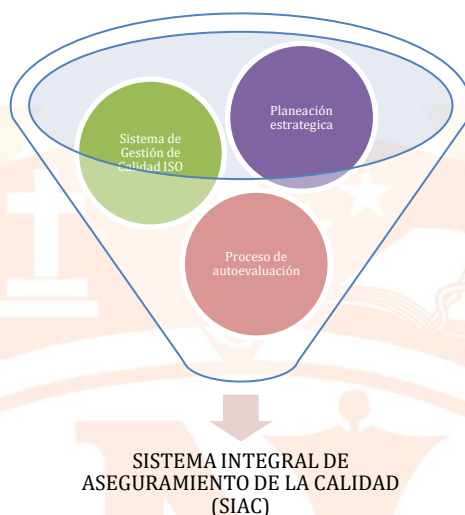 Planeación
estrategica
Sistema de
Gestión de
Calidad ISO
Proceso de
autoevaluación
SISTEMA INTEGRAL DE
ASEGURAMIENTO DE LA CALIDAD
(SIAC)